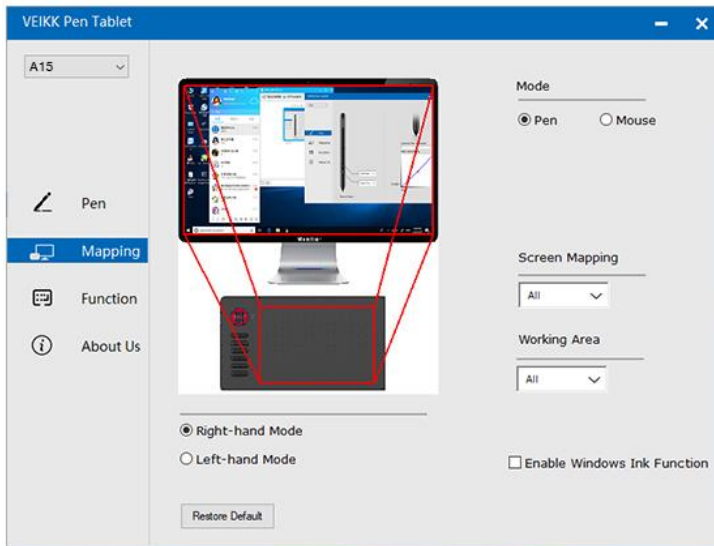 VEIKK Pen Tablet
A15
Pen
Mapping
Function
About Us
Mode
Pen
Mouse
Screen Mapping
All
Working Area
All
Right-hand Mode
Left-hand Mode
Enable Windows Ink Function
Restore Default